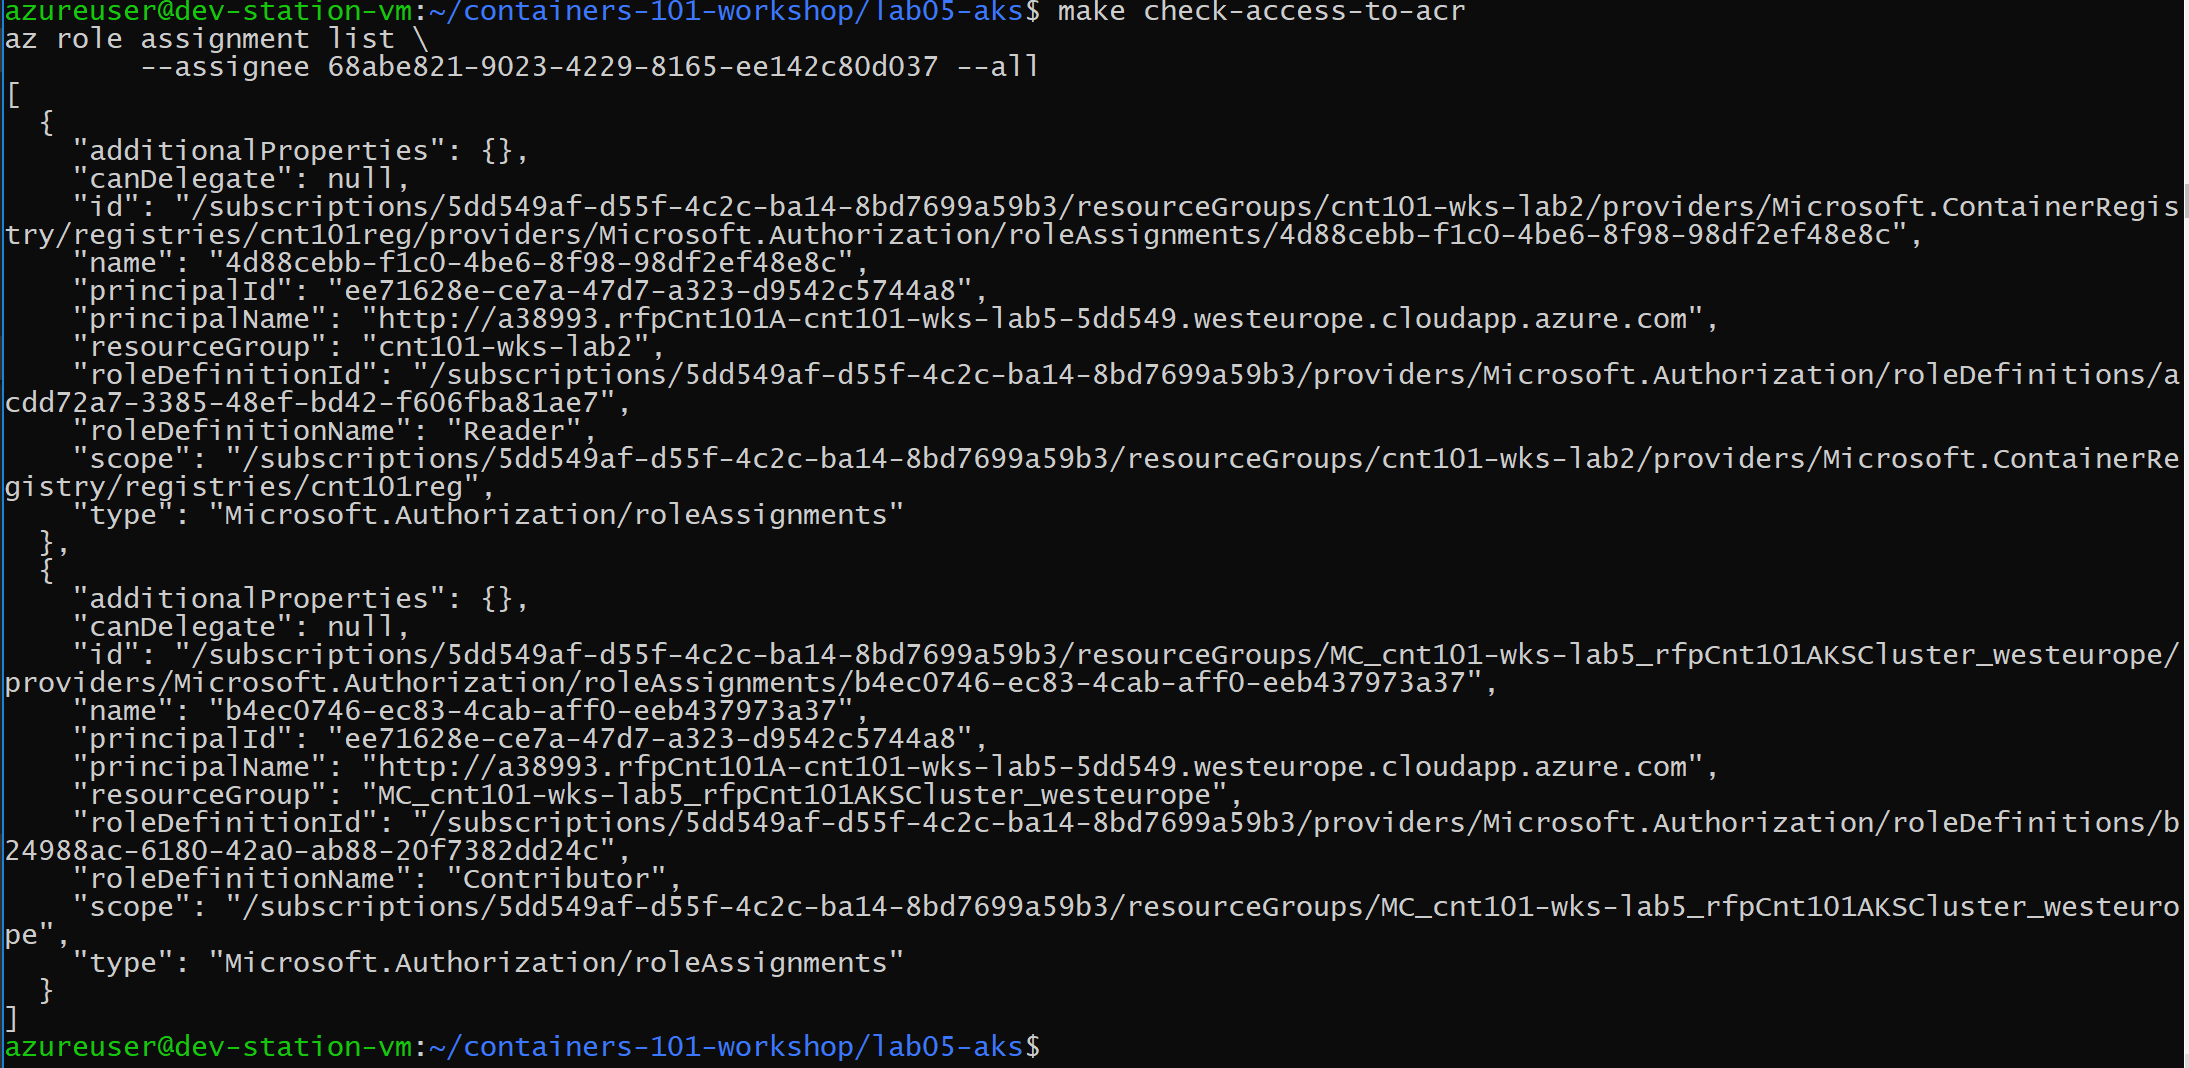 azureuser@dev-station-vm:~/containers-101-workshop/lab05-aks$ make check-access-to-acr
az role assignment list \
        --assignee 68abe821-9023-4229-8165-ee142c80d037 --all
[
  {
    "additionalProperties": {},
    "canDelegate": null,
    "id": "/subscriptions/5dd549af-d55f-4c2c-ba14-8bd7699a59b3/resourceGroups/cnt101-wks-lab2/providers/Microsoft.ContainerRegis
try/registries/cnt101reg/providers/Microsoft.Authorization/roleAssignments/4d88cebb-f1c0-4be6-8f98-98df2ef48e8c",
    "name": "4d88cebb-f1c0-4be6-8f98-98df2ef48e8c",
    "principalId": "ee71628e-ce7a-47d7-a323-d9542c5744a8",
    "principalName": "http://a38993.rfpCnt101A-cnt101-wks-lab5-5dd549.westeurope.cloudapp.azure.com",
    "resourceGroup": "cnt101-wks-lab2",
    "roleDefinitionId": "/subscriptions/5dd549af-d55f-4c2c-ba14-8bd7699a59b3/providers/Microsoft.Authorization/roleDefinitions/a
cdd72a7-3385-48ef-bd42-f606fba81ae7",
    "roleDefinitionName": "Reader",
    "scope": "/subscriptions/5dd549af-d55f-4c2c-ba14-8bd7699a59b3/resourceGroups/cnt101-wks-lab2/providers/Microsoft.ContainerRe
gistry/registries/cnt101reg",
    "type": "Microsoft.Authorization/roleAssignments"
  },
  {
    "additionalProperties": {},
    "canDelegate": null,
    "id": "/subscriptions/5dd549af-d55f-4c2c-ba14-8bd7699a59b3/resourceGroups/MC_cnt101-wks-lab5_rfpCnt101AKSCluster_westeurope/
providers/Microsoft.Authorization/roleAssignments/b4ec0746-ec83-4cab-aff0-eeb437973a37",
    "name": "b4ec0746-ec83-4cab-aff0-eeb437973a37",
    "principalId": "ee71628e-ce7a-47d7-a323-d9542c5744a8",
    "principalName": "http://a38993.rfpCnt101A-cnt101-wks-lab5-5dd549.westeurope.cloudapp.azure.com",
    "resourceGroup": "MC_cnt101-wks-lab5_rfpCnt101AKSCluster_westeurope",
    "roleDefinitionId": "/subscriptions/5dd549af-d55f-4c2c-ba14-8bd7699a59b3/providers/Microsoft.Authorization/roleDefinitions/b
24988ac-6180-42a0-ab88-20f7382dd24c",
    "roleDefinitionName": "Contributor",
    "scope": "/subscriptions/5dd549af-d55f-4c2c-ba14-8bd7699a59b3/resourceGroups/MC_cnt101-wks-lab5_rfpCnt101AKSCluster_westeuro
pe",
    "type": "Microsoft.Authorization/roleAssignments"
  }
]
azureuser@dev-station-vm:~/containers-101-workshop/lab05-aks$